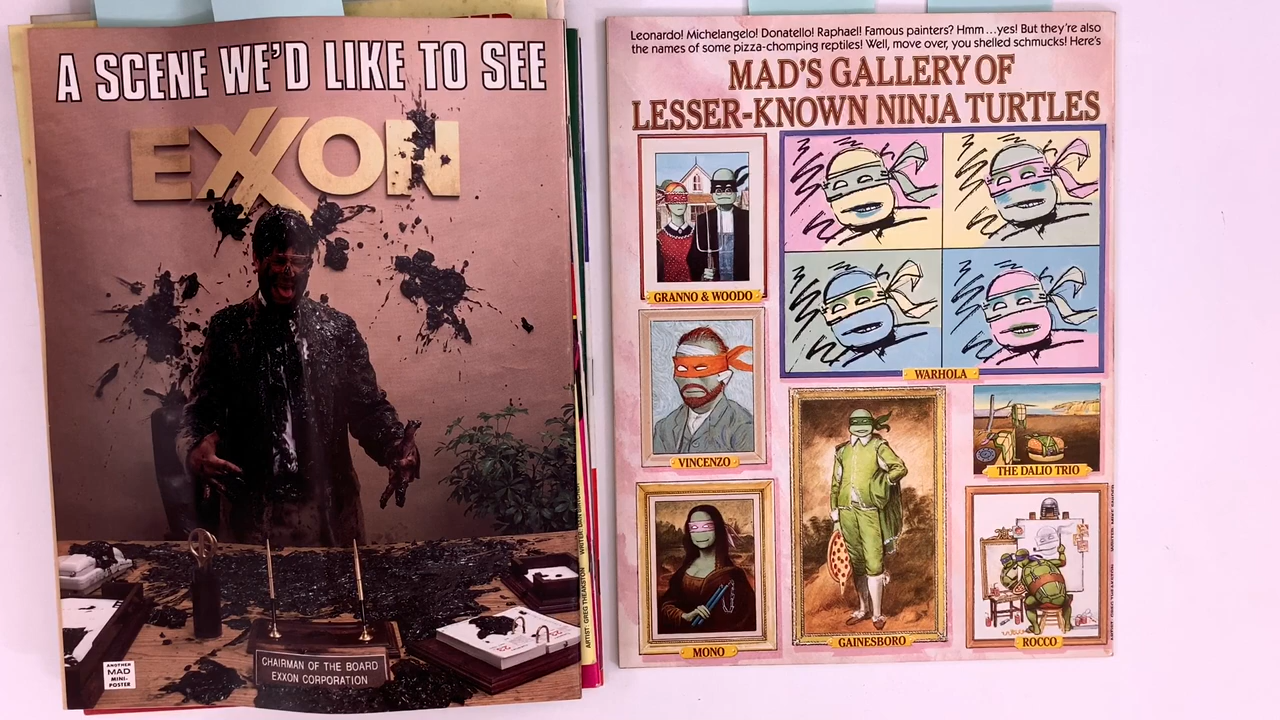 A SCENE WE'D LIKE TO SEE
EXXON
CHAIRMAN OF THE BOARD
EXXON CORPORATION
ANOTHER
MAD
MINI-
POSTER
ARTIST: GREG THEAKSTON
Leonardo! Michelangelo! Donatello! Raphael! Famous painters? Hmm...yes! But they're also
the names of some pizza-chomping reptiles! Well, move over, you shelled schmucks! Here's
MAD'S GALLERY OF
LESSER-KNOWN NINJA TURTLES
GRANNO & WOODO
WARHOLA
VINCENZO
THE DALIO TRIO
MONO
GAINESBORO
ROCCO